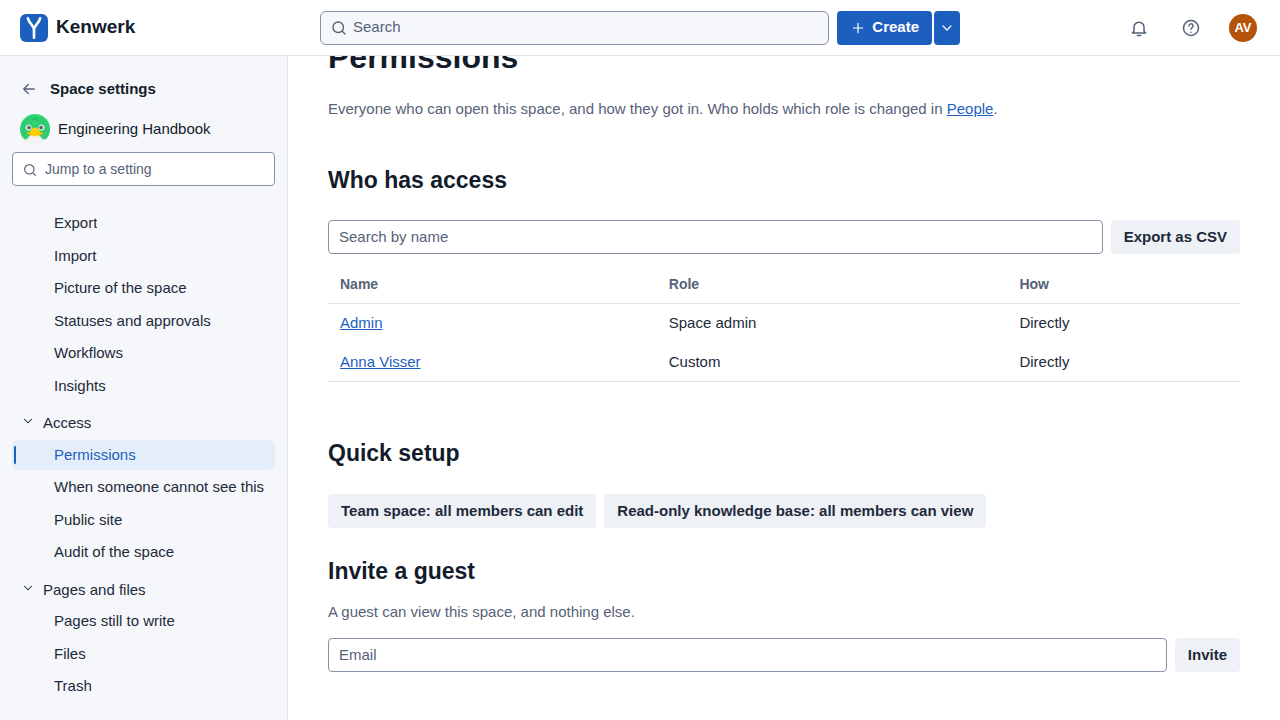 Kenwerk
Search
Create
AV
Space settings
Engineering Handbook
Jump to a setting
Export
Import
Picture of the space
Statuses and approvals
Workflows
Insights
Access
Permissions
When someone cannot see this
Public site
Audit of the space
Pages and files
Pages still to write
Files
Trash
Permissions
Everyone who can open this space, and how they got in. Who holds which role is changed in People.
Who has access
Search by name
Export as CSV
Name Role How
Admin Space admin Directly
Anna Visser Custom Directly
Quick setup
Team space: all members can edit
Read-only knowledge base: all members can view
Invite a guest
A guest can view this space, and nothing else.
Email
Invite